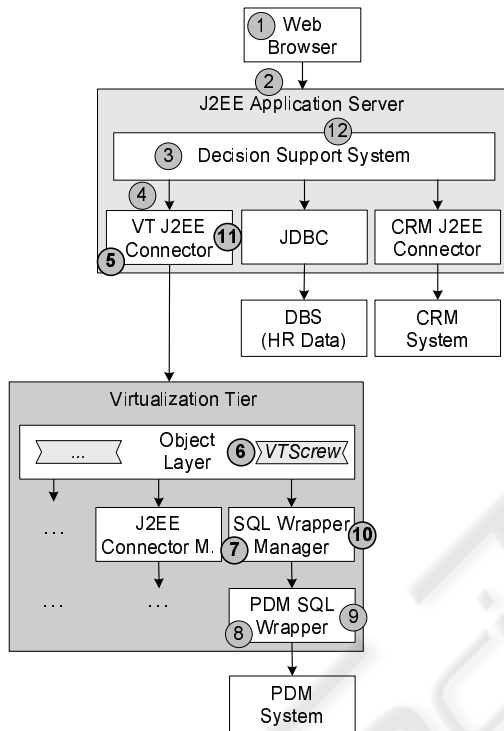 1 Web
Browser
2
J2EE Application Server
12
3 Decision Support System
4
VT J2EE
Connector
11
5
JDBC
CRM J2EE
Connector
DBS
(HR Data)
CRM
System
Virtualization Tier
...
Object
Layer
6 VTScrew
...
J2EE
Connector M.
7
SQL Wrapper
Manager
10
...
...
PDM SQL
Wrapper
8
9
PDM
System